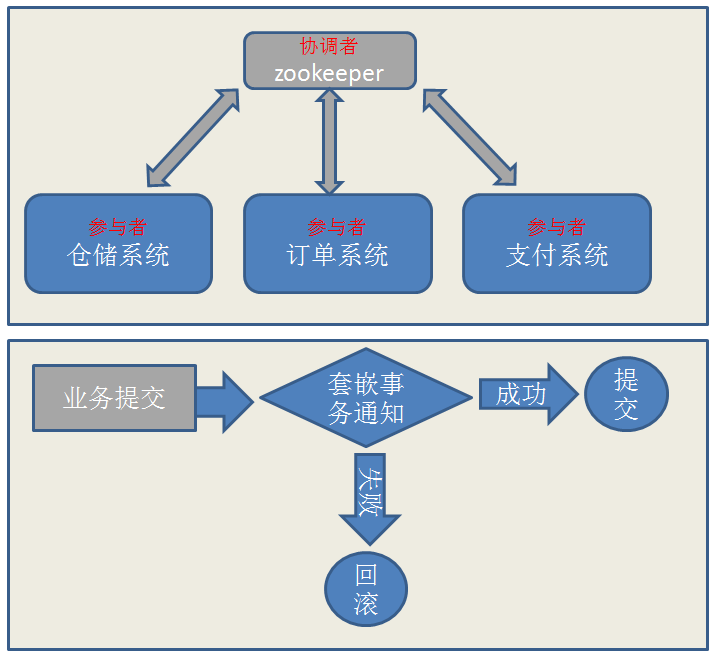 协调者
zookeeper
参与者
仓储系统
参与者
订单系统
参与者
支付系统
业务提交
套嵌事
务通知
成功
提
交
失败
回
滚